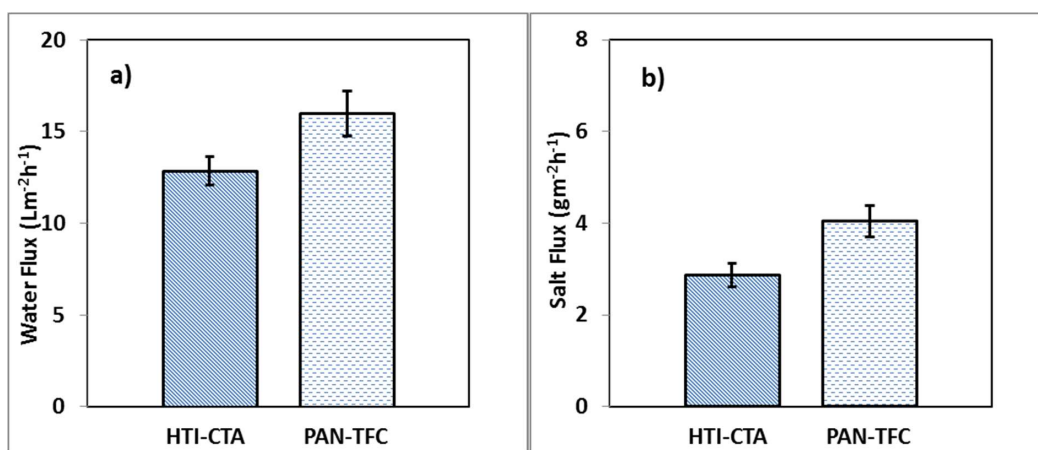 a)
Water Flux (Lm⁻²h⁻¹)
20
15
10
5
0
HTI-CTA PAN-TFC
b)
Salt Flux (gm⁻²h⁻¹)
8
6
4
2
0
HTI-CTA PAN-TFC